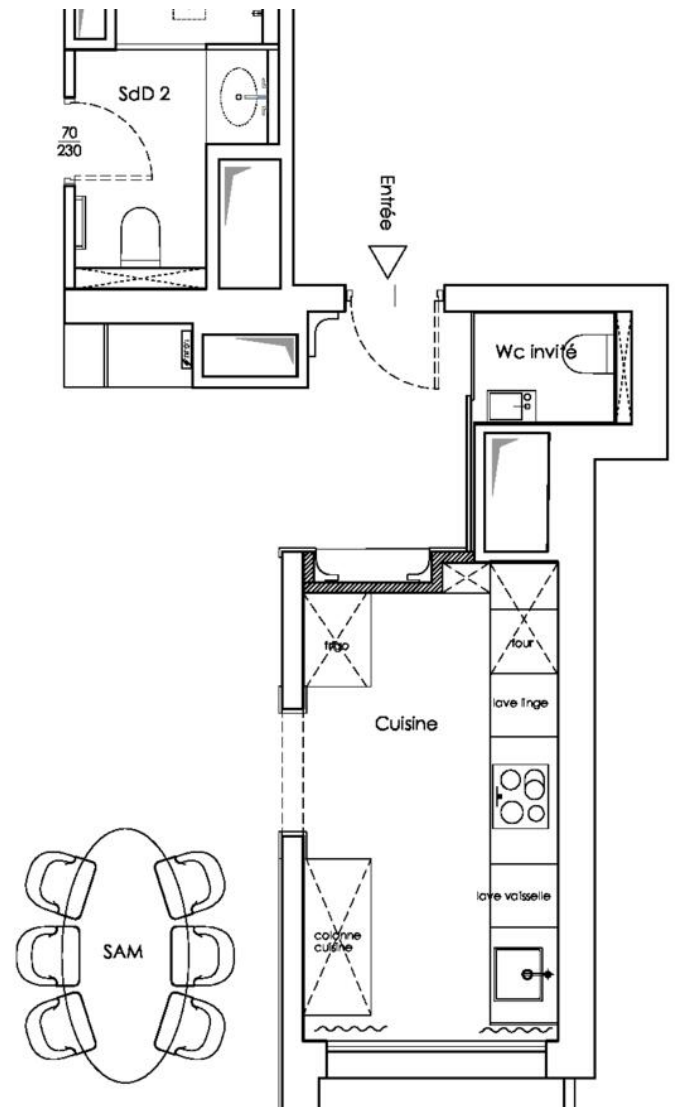 SdD 2
70
230
Entrée
Wc invité
frigo
four
lave linge
Cuisine
lave vaisselle
colonne
cuisine
SAM